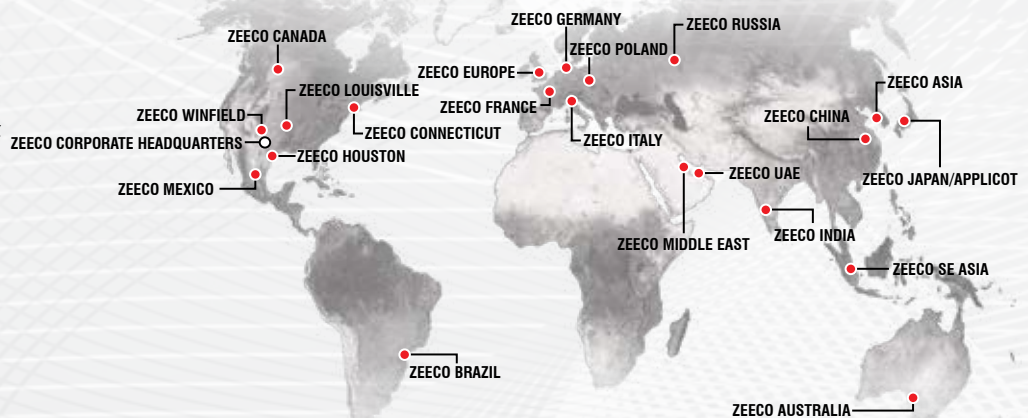 ZEECO GERMANY
ZEECO RUSSIA
ZEECO CANADA
ZEECO POLAND
ZEECO EUROPE
ZEECO ASIA
ZEECO LOUISVILLE
ZEECO FRANCE
ZEECO WINFIELD
ZEECO CHINA
ZEECO CONNECTICUT
ZEECO CORPORATE HEADQUARTERS
ZEECO ITALY
ZEECO HOUSTON
ZEECO UAE
ZEECO JAPAN/APPLICOT
ZEECO MEXICO
ZEECO INDIA
ZEECO MIDDLE EAST
ZEECO SE ASIA
ZEECO BRAZIL
ZEECO AUSTRALIA